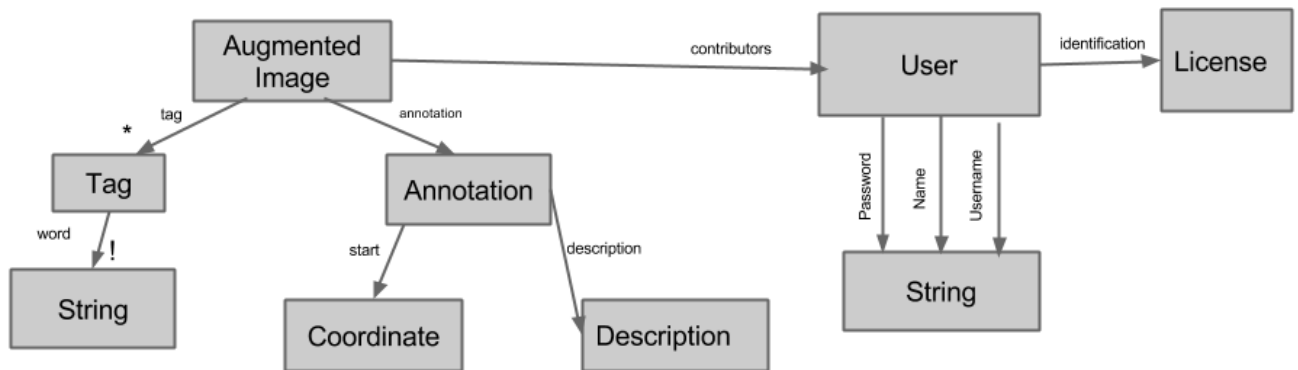 Augmented
Image
contributors
User
identification
License
tag
annotation
*
Tag
Annotation
Password
Name
Username
word
!
start
description
String
Coordinate
Description
String